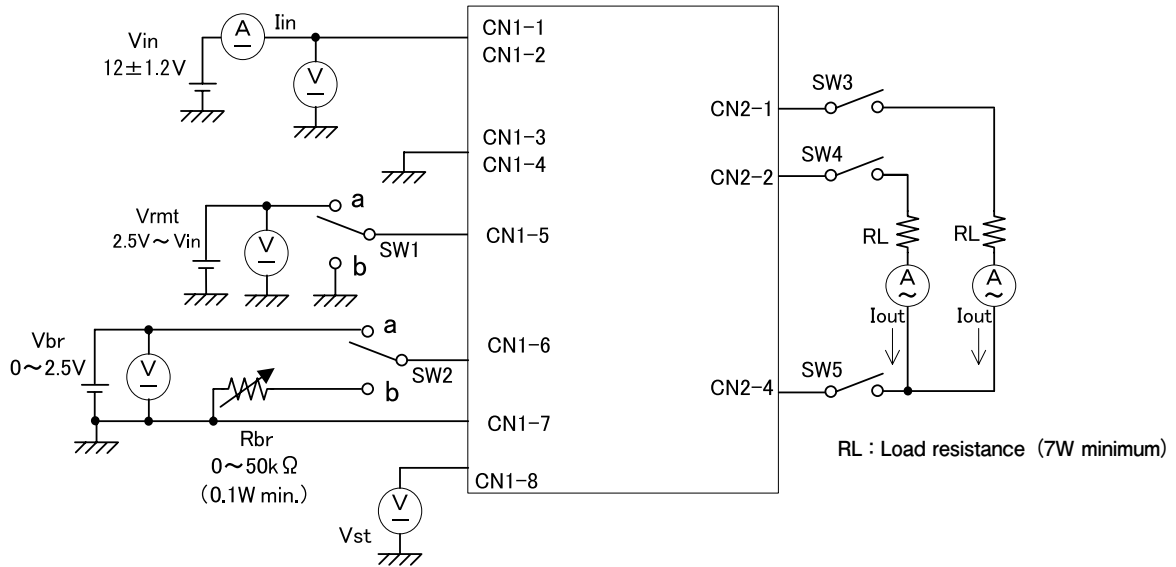 Vin
12±1.2V
A
Iin
V
CN1-1
CN1-2
CN1-3
CN1-4
Vrmt
2.5V～Vin
V
a
b
SW1
CN1-5
Vbr
0～2.5V
V
a
b
SW2
CN1-6
CN1-7
Rbr
0～50kΩ
(0.1W min.)
CN1-8
V
Vst
CN2-1
SW3
CN2-2
SW4
RL
RL
A
A
Iout
Iout
CN2-4
SW5
RL：Load resistance (7W minimum)